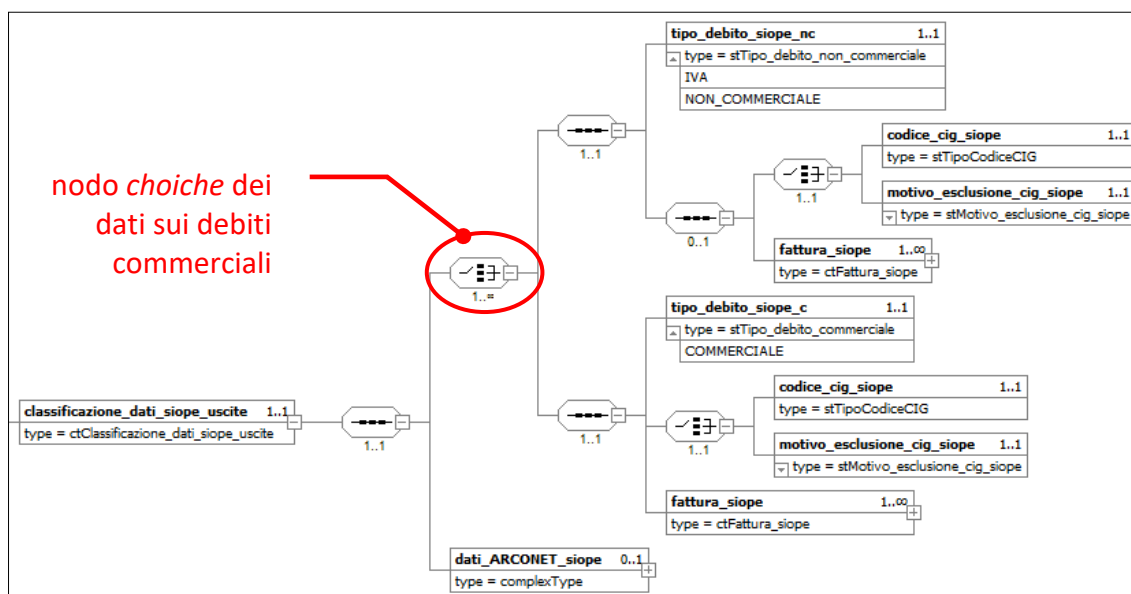 tipo_debito_siope_nc 1..1
type = stTipo_debito_non_commerciale
IVA
NON_COMMERCIALE
1..1
codice_cig_siope 1..1
type = stTipoCodiceCIG
1..1
motivo_esclusione_cig_siope 1..1
type = stMotivo_esclusione_cig_siope
0..1
fattura_siope 1..∞
type = ctFattura_siope
nodo choiche dei
dati sui debiti
commerciali
1..∞
tipo_debito_siope_c 1..1
type = stTipo_debito_commerciale
COMMERCIALE
codice_cig_siope 1..1
type = stTipoCodiceCIG
classificazione_dati_siope_uscite 1..1
type = ctClassificazione_dati_siope_uscite
1..1
1..1
1..1
motivo_esclusione_cig_siope 1..1
type = stMotivo_esclusione_cig_siope
fattura_siope 1..∞
type = ctFattura_siope
dati_ARCONET_siope 0..1
type = complexType